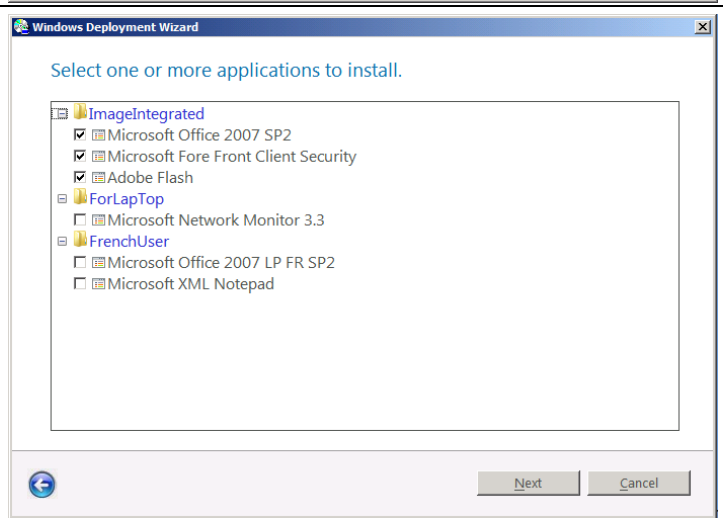 Windows Deployment Wizard
Select one or more applications to install.
ImageIntegrated
Microsoft Office 2007 SP2
Microsoft Fore Front Client Security
Adobe Flash
ForLapTop
Microsoft Network Monitor 3.3
FrenchUser
Microsoft Office 2007 LP FR SP2
Microsoft XML Notepad
Next Cancel